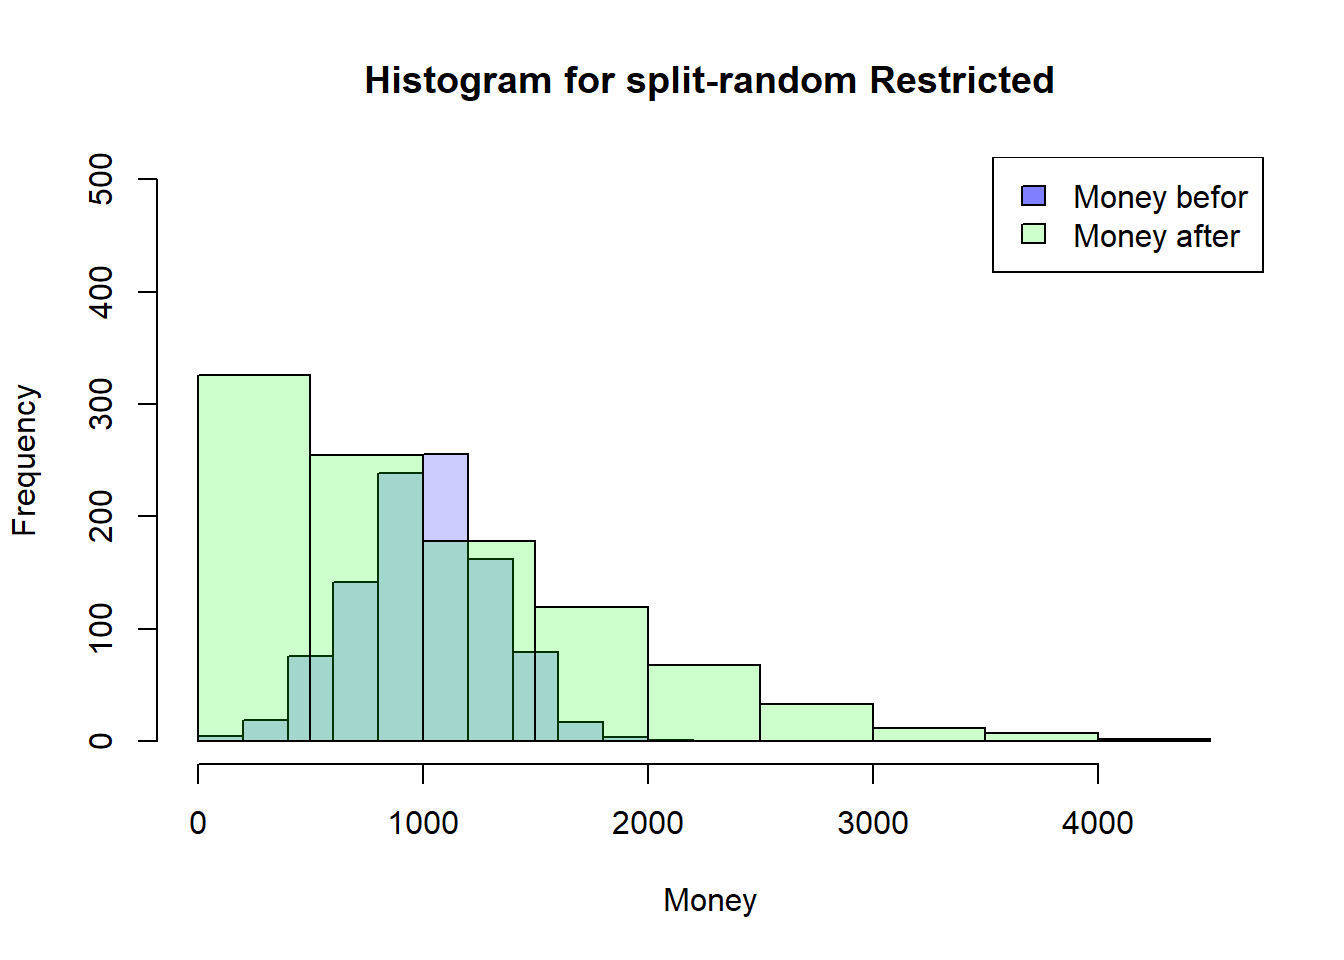 Histogram for split-random Restricted
Money befor
Money after
Frequency
500
400
300
200
100
0
0 1000 2000 3000 4000
Money